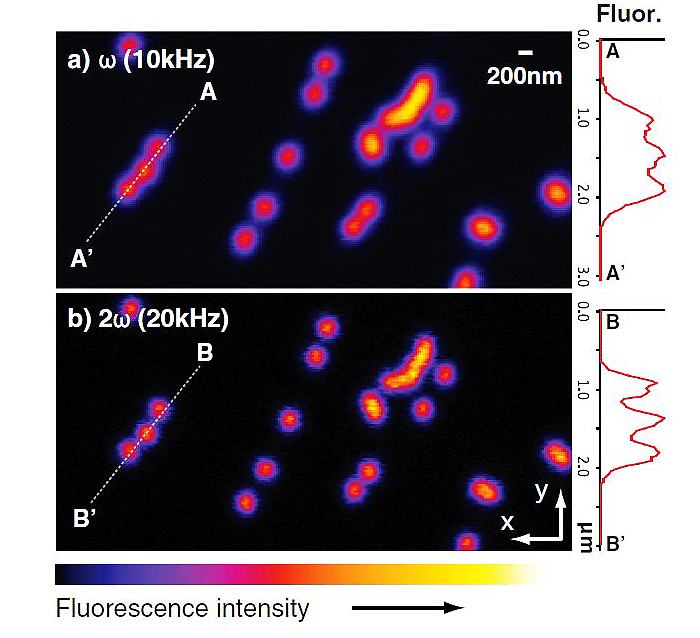 Fluor.
a) ω (10kHz)
200nm
A
A'
0.0
A
1.0
2.0
3.0
A'
b) 2ω (20kHz)
B
B'
y
x
0.0
B
1.0
2.0
μm
B'
Fluorescence intensity